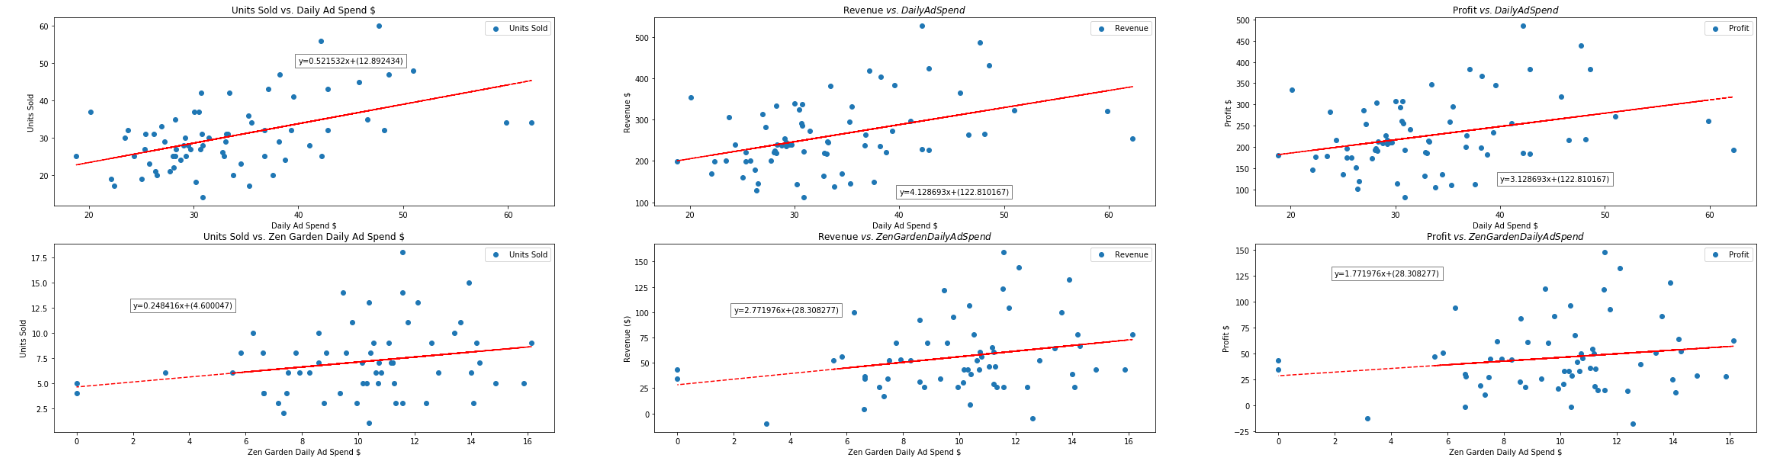 Units Sold vs. Daily Ad Spend $
Units Sold
y=0.521532x+(12.892434)
60
50
40
30
20
Units Sold
20 30 40 50 60
Daily Ad Spend $
Revenue vs. DailyAdSpend
Revenue
y=4.128693x+(122.810167)
500
400
300
200
100
Revenue $
20 30 40 50 60
Daily Ad Spend $
Profit vs. DailyAdSpend
Profit
y=3.128693x+(122.810167)
500
450
400
350
300
250
200
150
100
Profit $
20 30 40 50 60
Daily Ad Spend $
Units Sold vs. Zen Garden Daily Ad Spend $
Units Sold
y=0.248416x+(4.600047)
17.5
15.0
12.5
10.0
7.5
5.0
2.5
Units Sold
0 2 4 6 8 10 12 14 16
Zen Garden Daily Ad Spend $
Revenue vs. ZenGardenDailyAdSpend
Revenue
y=2.771976x+(28.308277)
150
125
100
75
50
25
0
Revenue ($)
0 2 4 6 8 10 12 14 16
Zen Garden Daily Ad Spend $
Profit vs. ZenGardenDailyAdSpend
Profit
y=1.771976x+(28.308277)
150
125
100
75
50
25
0
−25
Profit $
0 2 4 6 8 10 12 14 16
Zen Garden Daily Ad Spend $